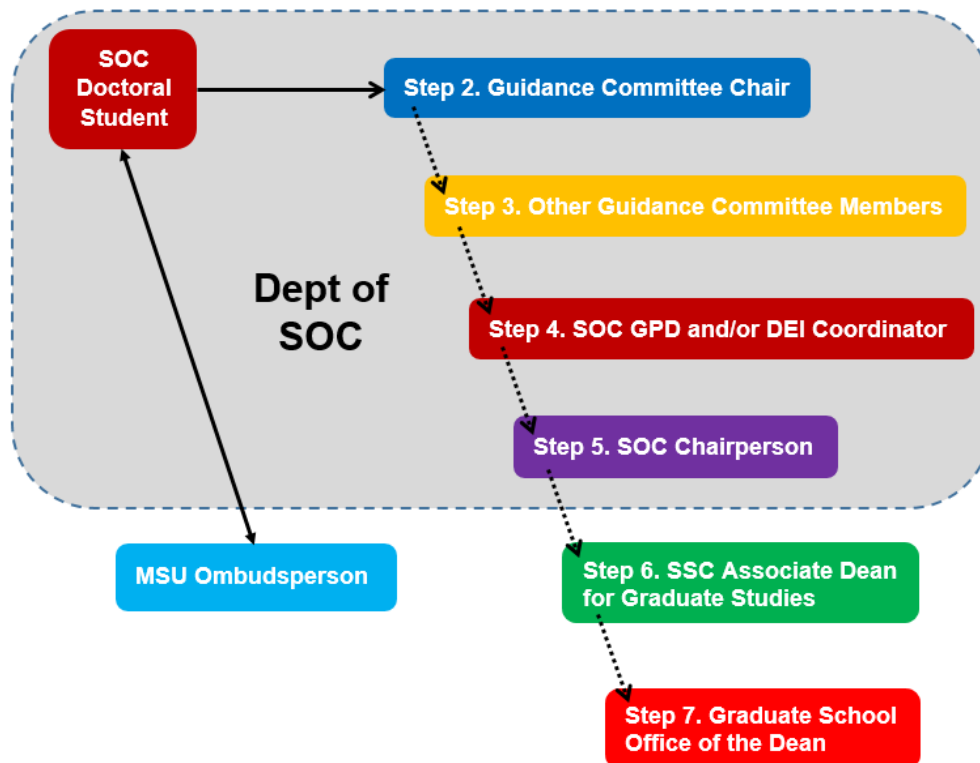 SOC
Doctoral
Student
Step 2. Guidance Committee Chair
Step 3. Other Guidance Committee Members
Dept of
SOC
Step 4. SOC GPD and/or DEI Coordinator
Step 5. SOC Chairperson
MSU Ombudsperson
Step 6. SSC Associate Dean
for Graduate Studies
Step 7. Graduate School
Office of the Dean